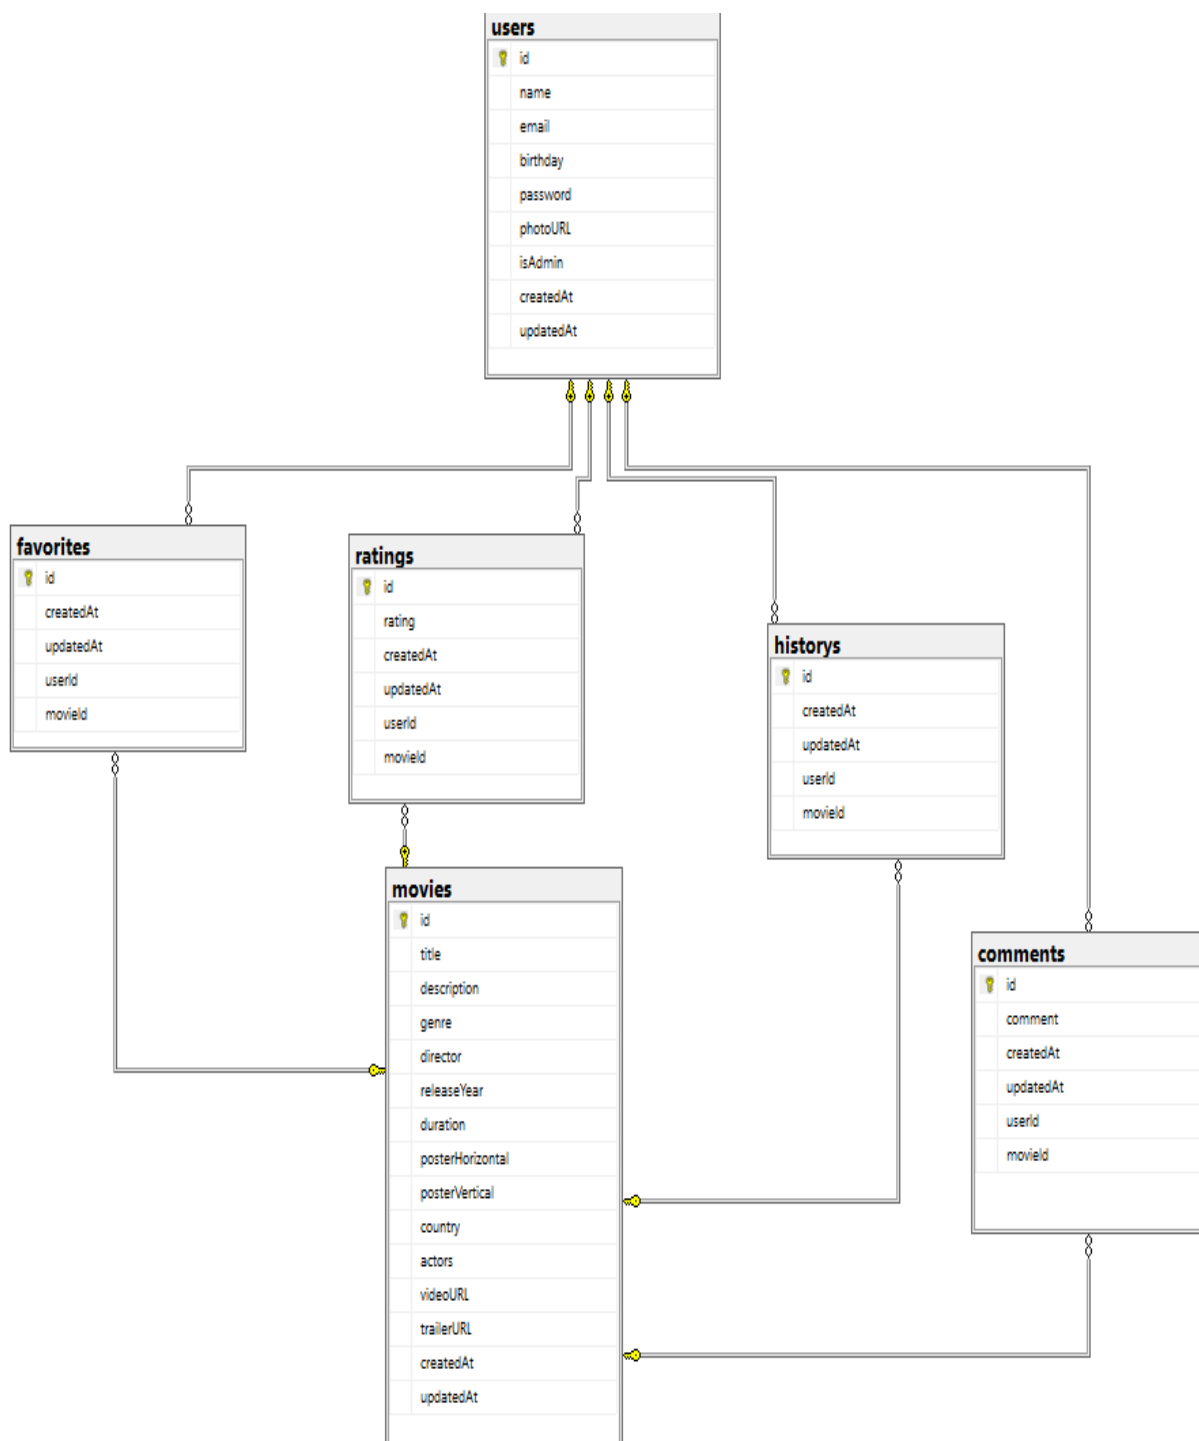 users
id
name
email
birthday
password
photoURL
isAdmin
createdAt
updatedAt
favorites
id
createdAt
updatedAt
userId
movieId
ratings
id
rating
createdAt
updatedAt
userId
movieId
historys
id
createdAt
updatedAt
userId
movieId
movies
id
title
description
genre
director
releaseYear
duration
posterHorizontal
posterVertical
country
actors
videoURL
trailerURL
createdAt
updatedAt
comments
id
comment
createdAt
updatedAt
userId
movieId